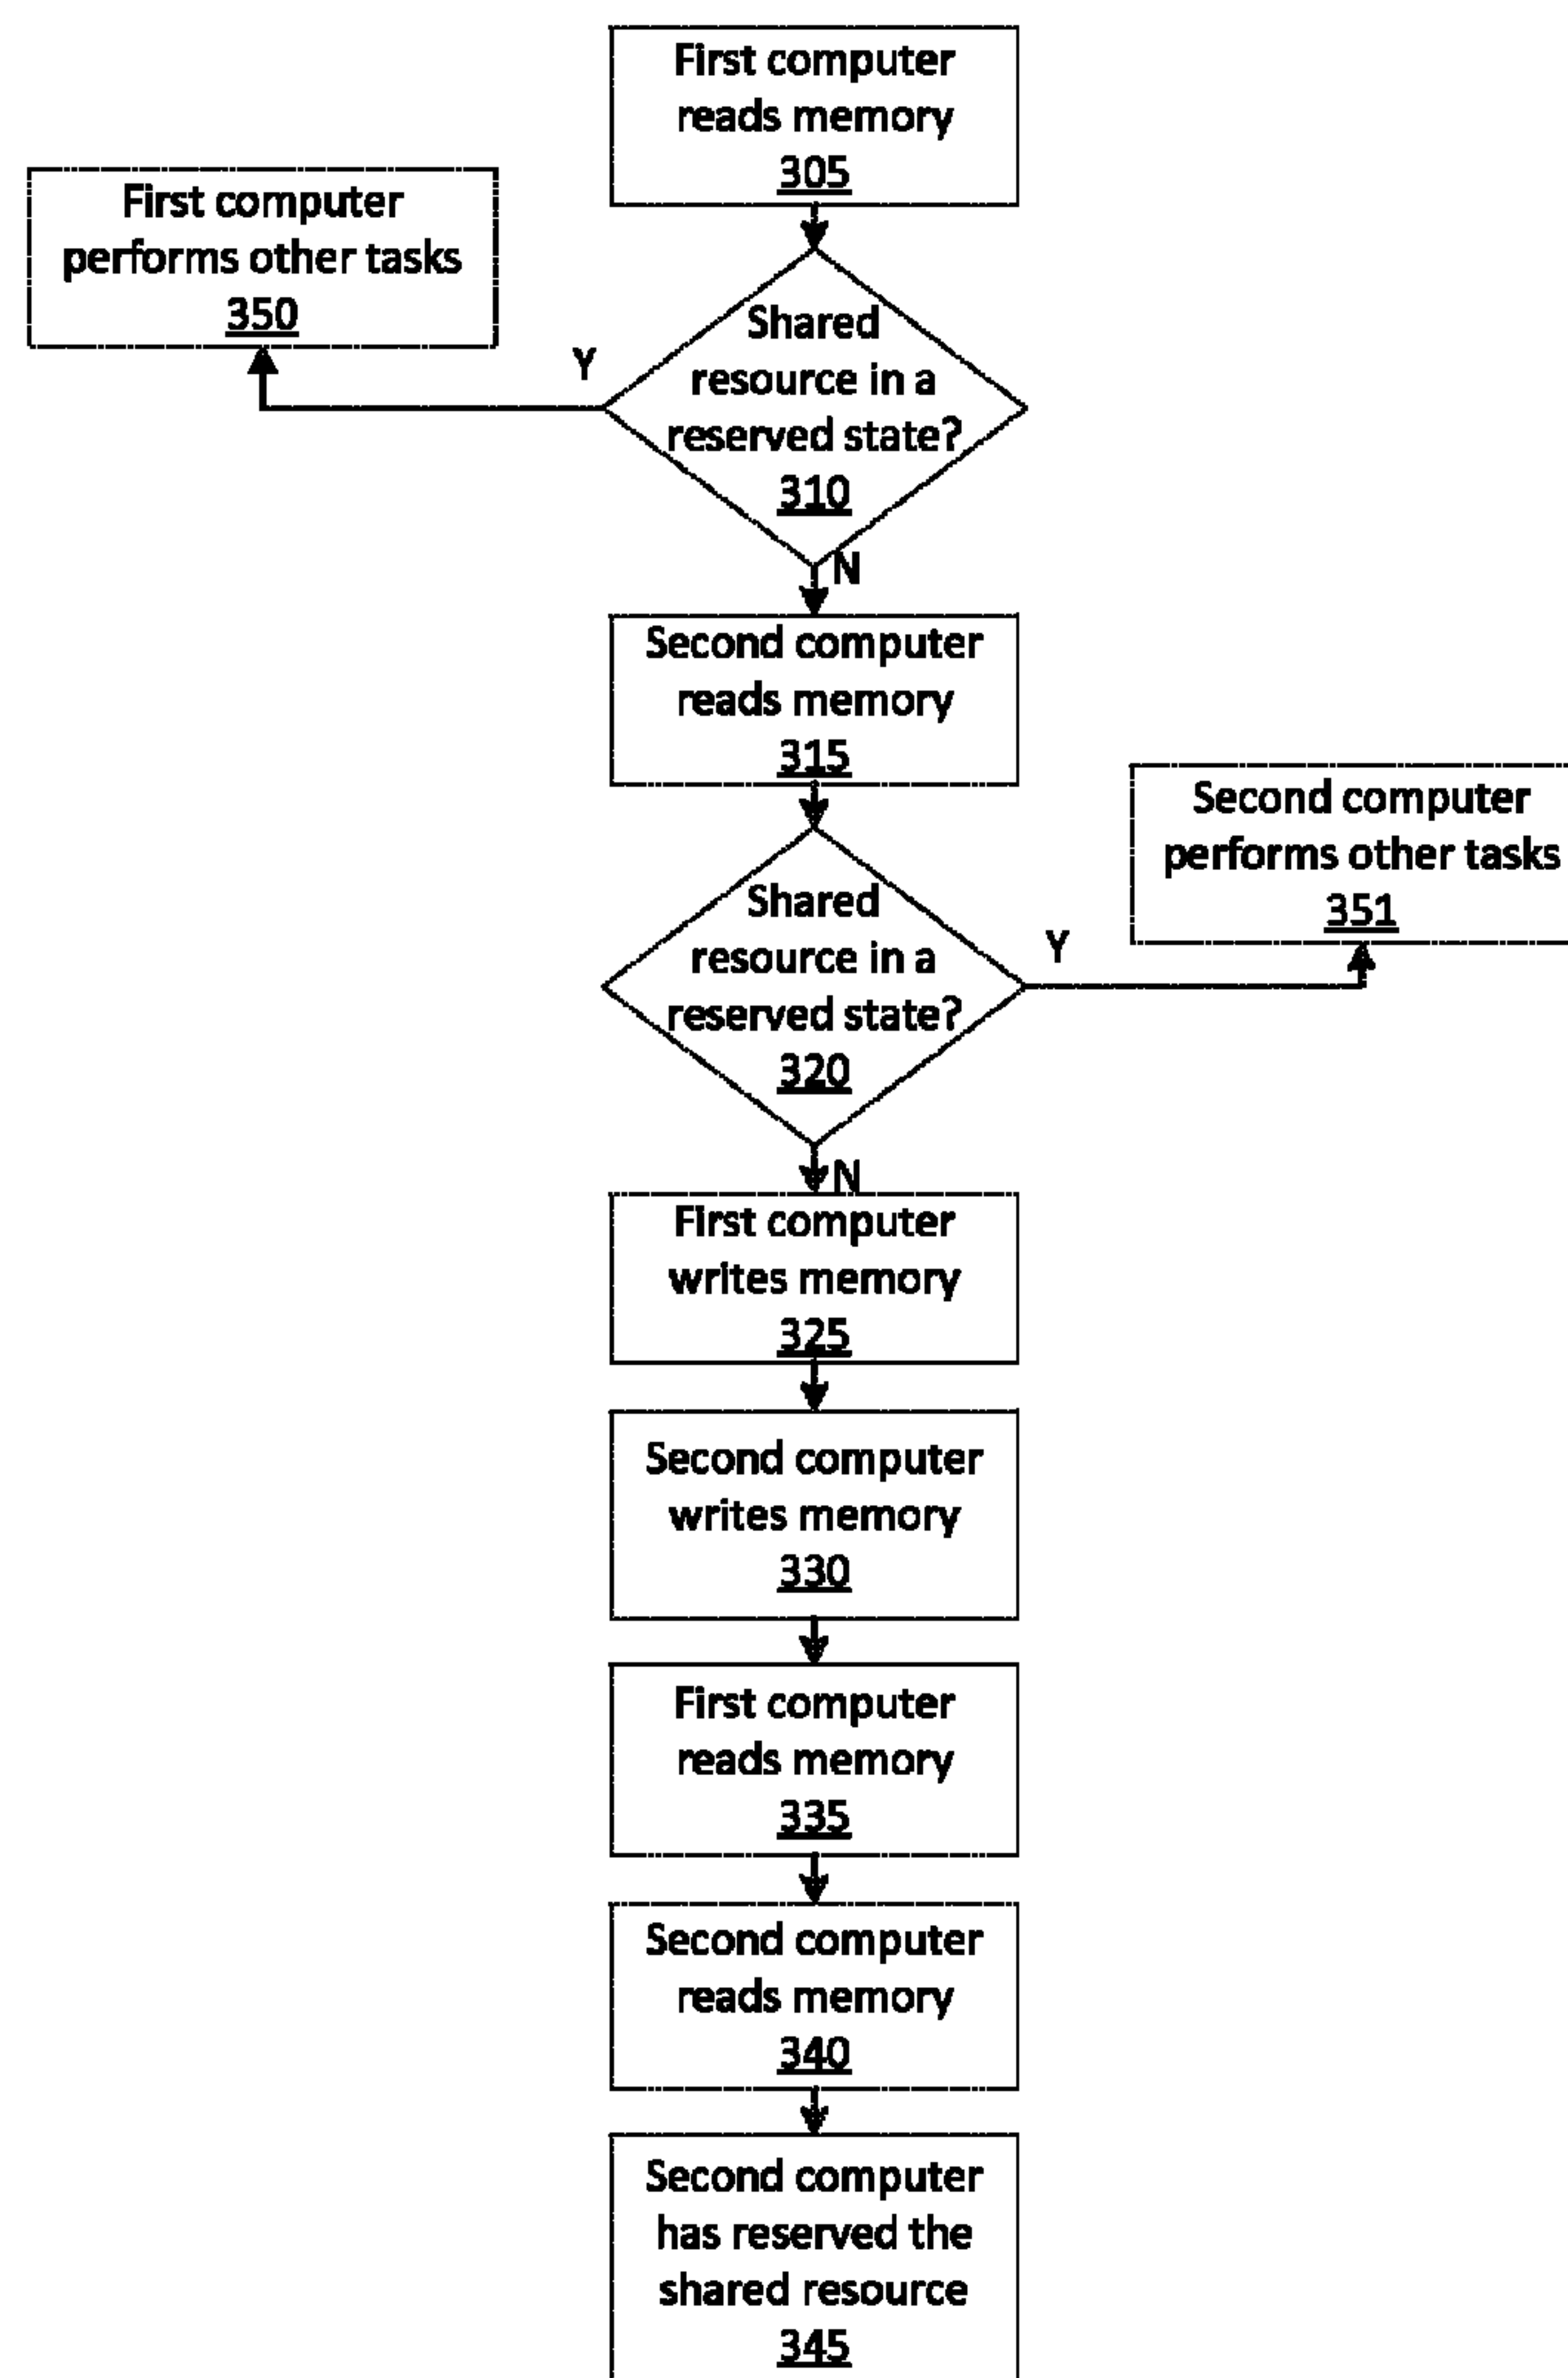 First computer
reads memory
305
First computer
performs other tasks
350
Y
Shared
resource in a
reserved state?
310
N
Second computer
reads memory
315
Second computer
performs other tasks
351
Shared
resource in a
reserved state?
320
Y
N
First computer
writes memory
325
Second computer
writes memory
330
First computer
reads memory
335
Second computer
reads memory
340
Second computer
has reserved the
shared resource
345